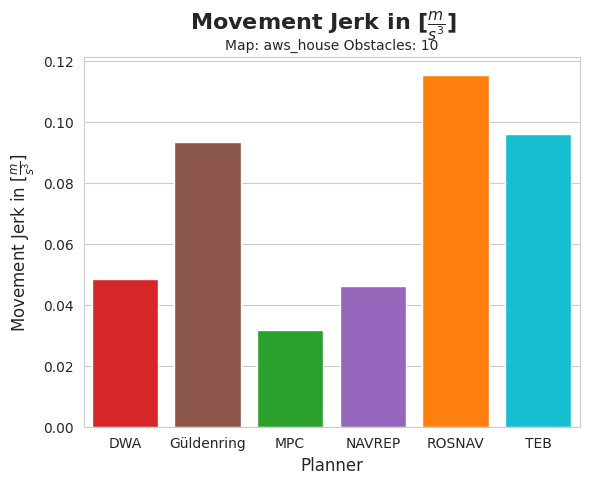 Movement Jerk in [m/s³]
Map: aws_house Obstacles: 10
Movement Jerk in [m/s³]
0.12
0.10
0.08
0.06
0.04
0.02
0.00
DWA Güldenring MPC NAVREP ROSNAV TEB
Planner